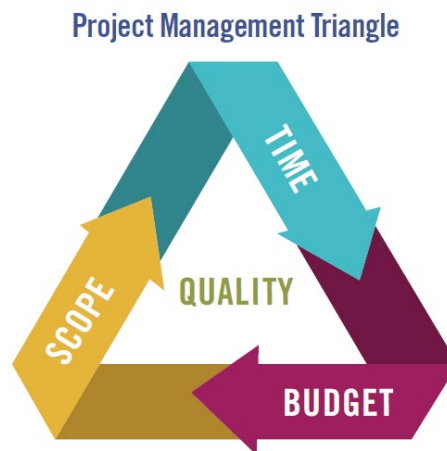 Project Management Triangle
TIME
SCOPE
QUALITY
BUDGET